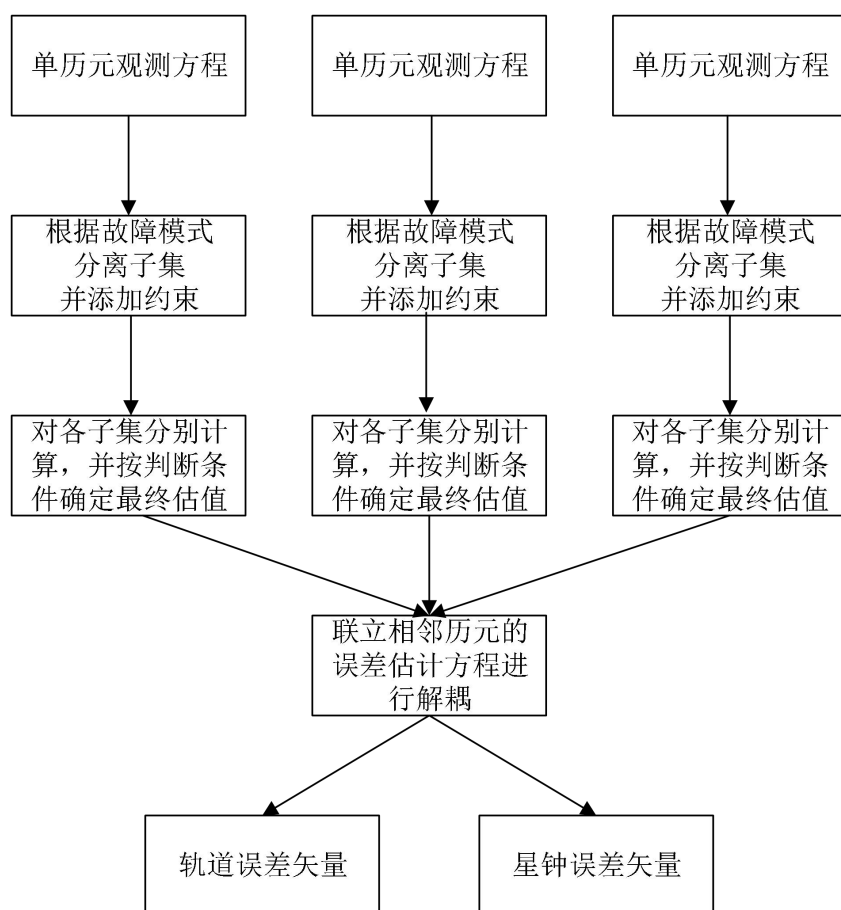 单历元观测方程
单历元观测方程
单历元观测方程
根据故障模式
分离子集
并添加约束
根据故障模式
分离子集
并添加约束
根据故障模式
分离子集
并添加约束
对各子集分别计
算，并按判断条
件确定最终估值
对各子集分别计
算，并按判断条
件确定最终估值
对各子集分别计
算，并按判断条
件确定最终估值
联立相邻历元的
误差估计方程进
行解耦
轨道误差矢量
星钟误差矢量